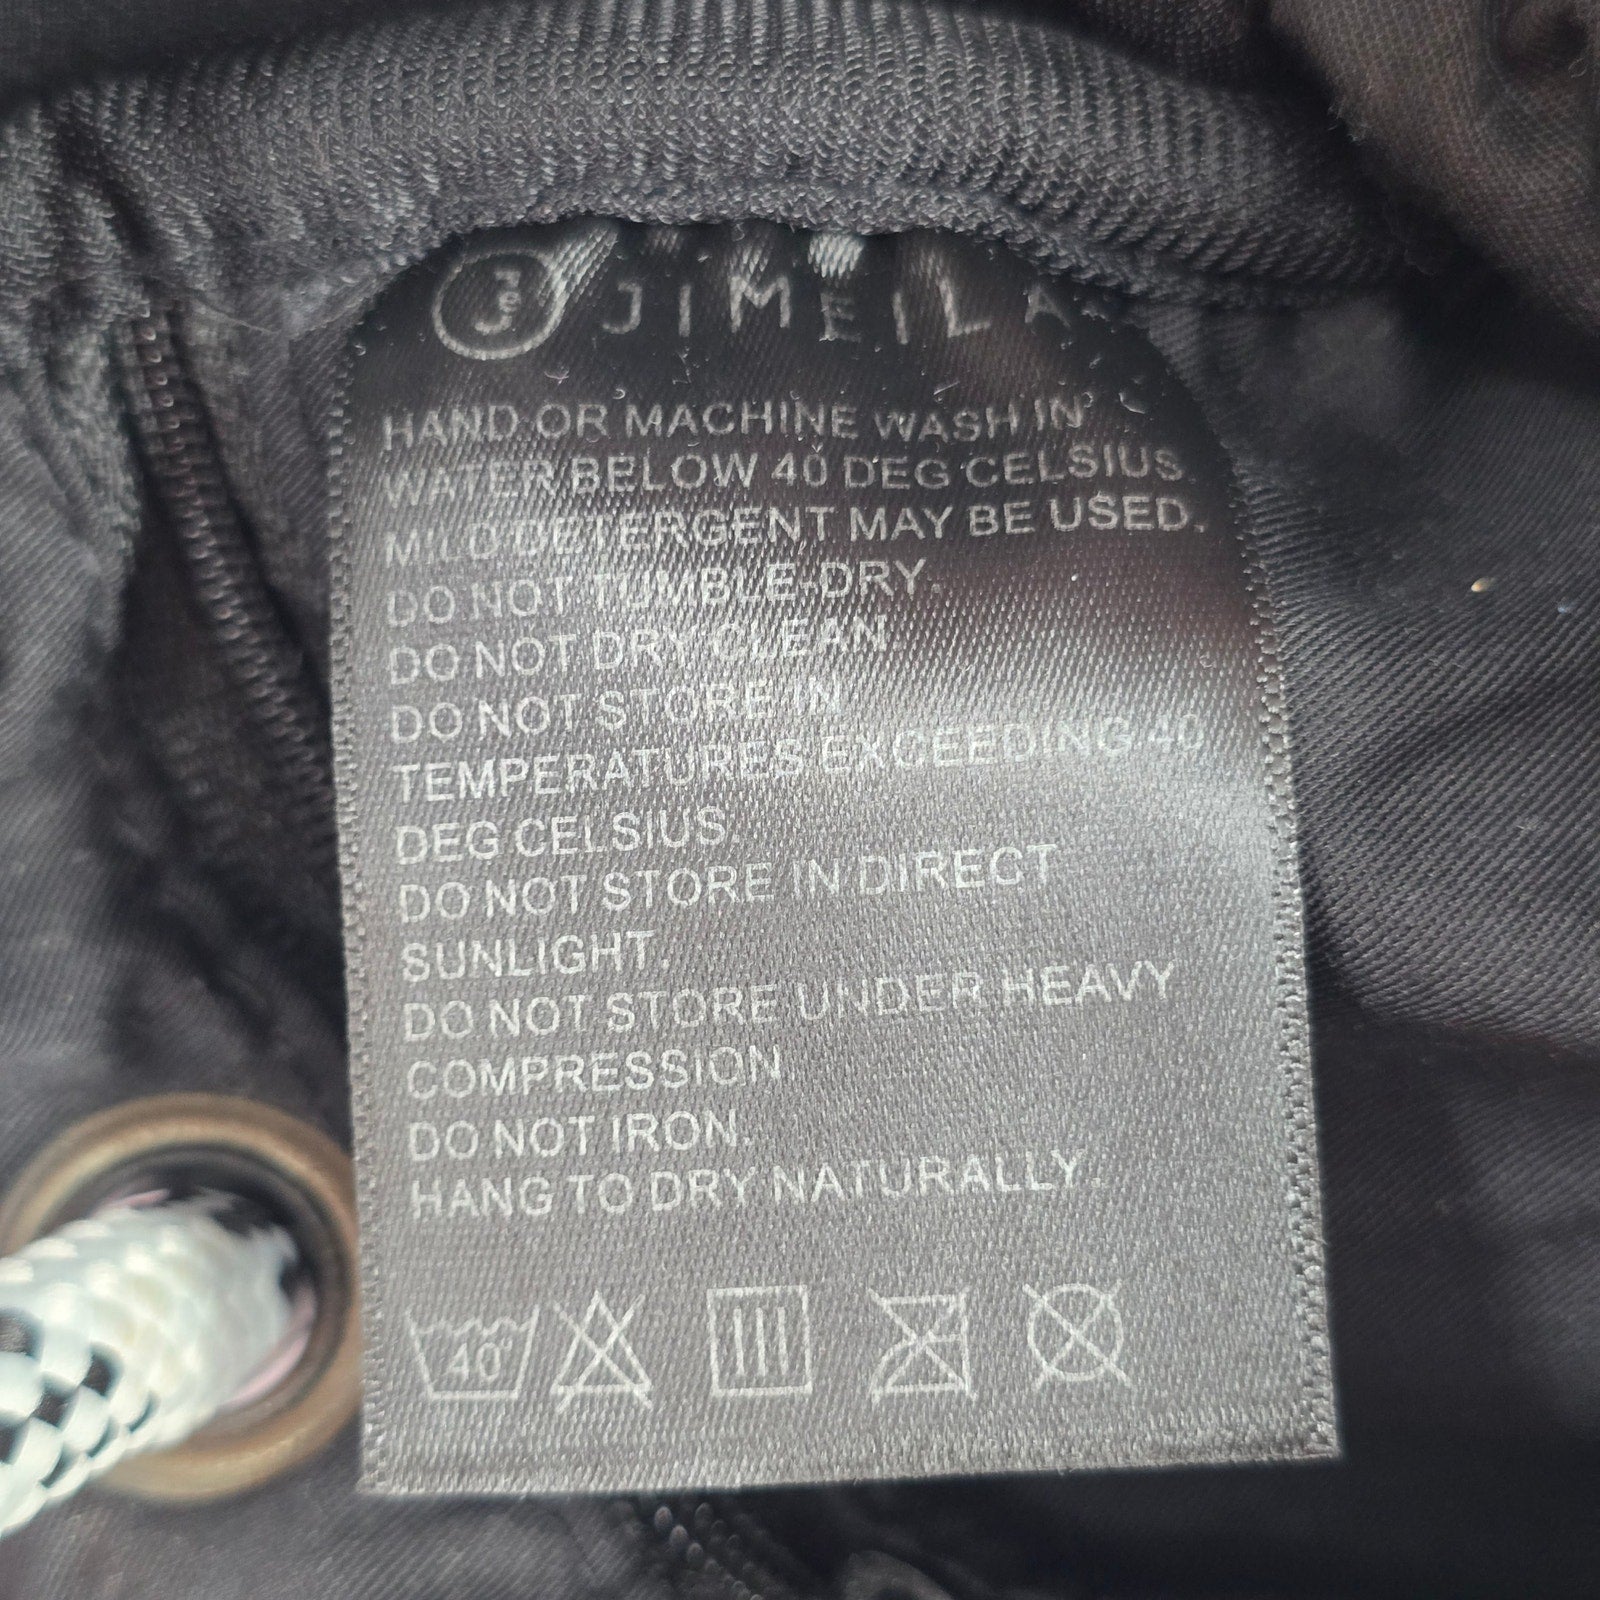 JIMEILA
HAND OR MACHINE WASH IN
WATER BELOW 40 DEG CELSIUS.
MILD DETERGENT MAY BE USED.
DO NOT TUMBLE-DRY.
DO NOT DRY CLEAN
DO NOT STORE IN
TEMPERATURES EXCEEDING 40
DEG CELSIUS.
DO NOT STORE IN DIRECT
SUNLIGHT.
DO NOT STORE UNDER HEAVY
COMPRESSION
DO NOT IRON.
HANG TO DRY NATURALLY.
40°